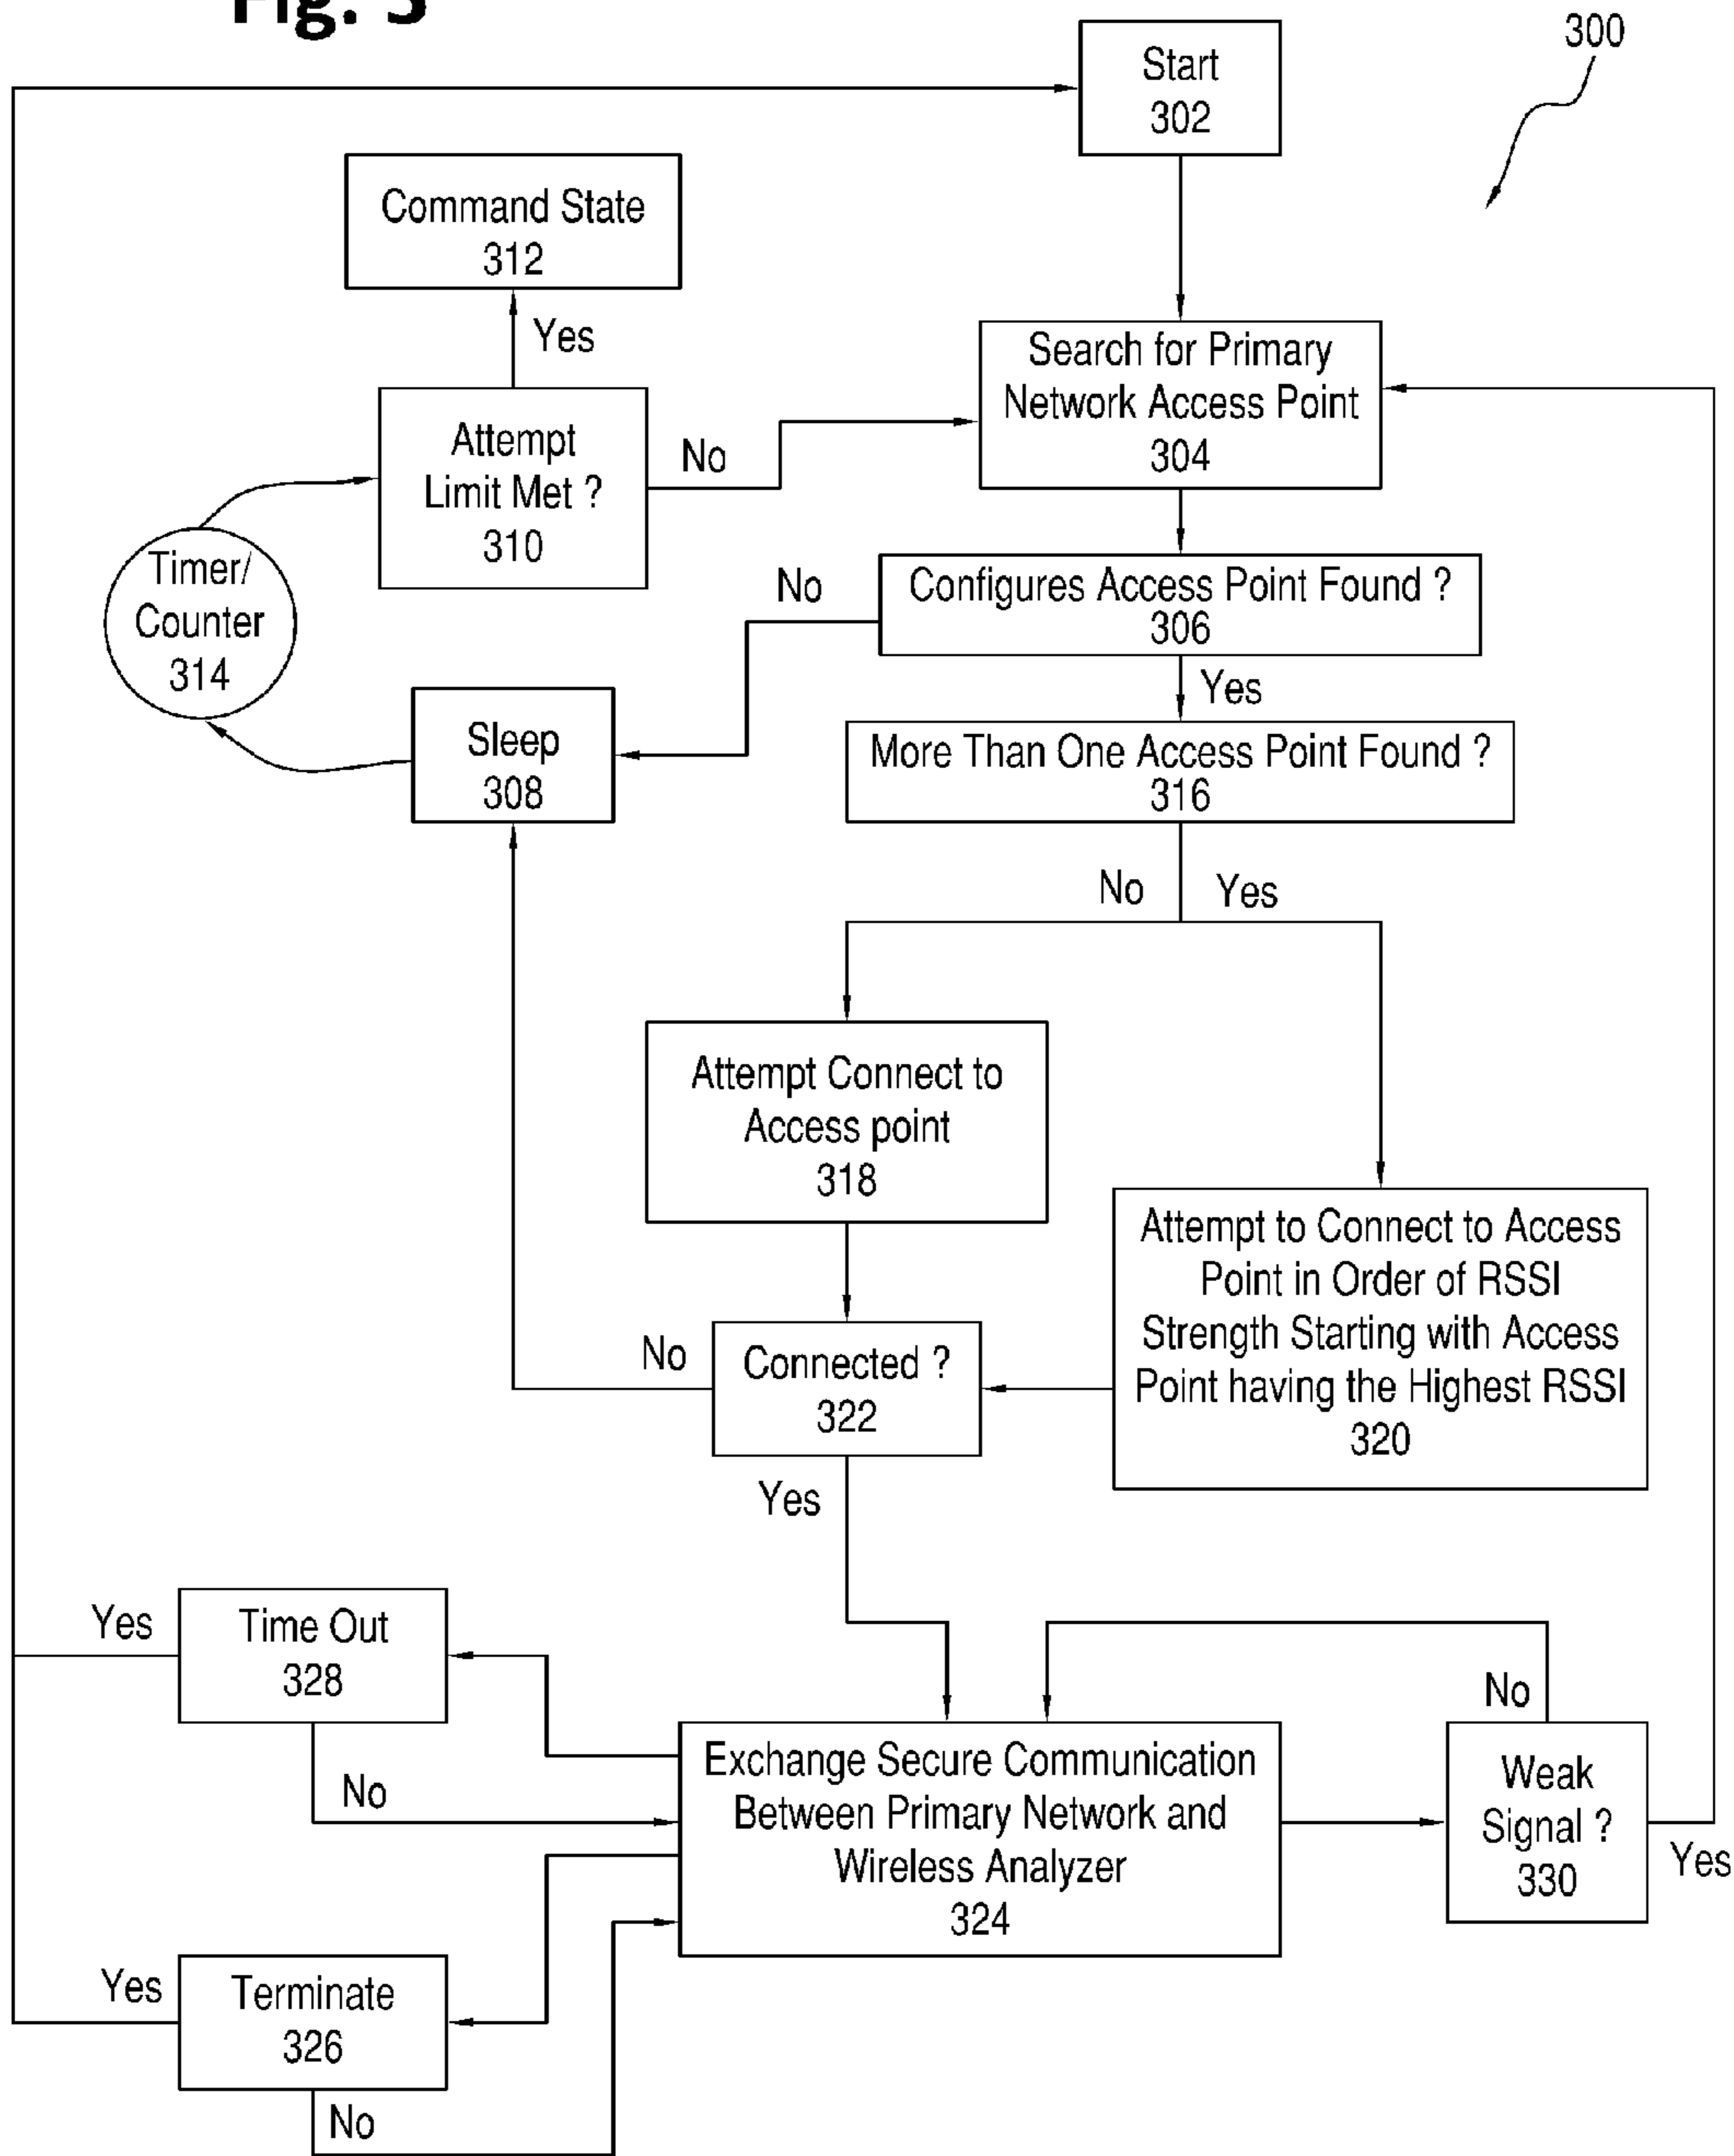 Fig. 3
300
Start
302
Command State
312
Yes
Search for Primary
Network Access Point
304
Attempt
Limit Met ?
310
No
Timer/
Counter
314
No
Configures Access Point Found ?
306
Yes
Sleep
308
More Than One Access Point Found ?
316
No
Yes
Attempt Connect to
Access point
318
Attempt to Connect to Access
Point in Order of RSSI
Strength Starting with Access
Point having the Highest RSSI
320
No
Connected ?
322
Yes
Yes
Time Out
328
No
No
Exchange Secure Communication
Between Primary Network and
Wireless Analyzer
324
Weak
Signal ?
330
Yes
Yes
Terminate
326
No